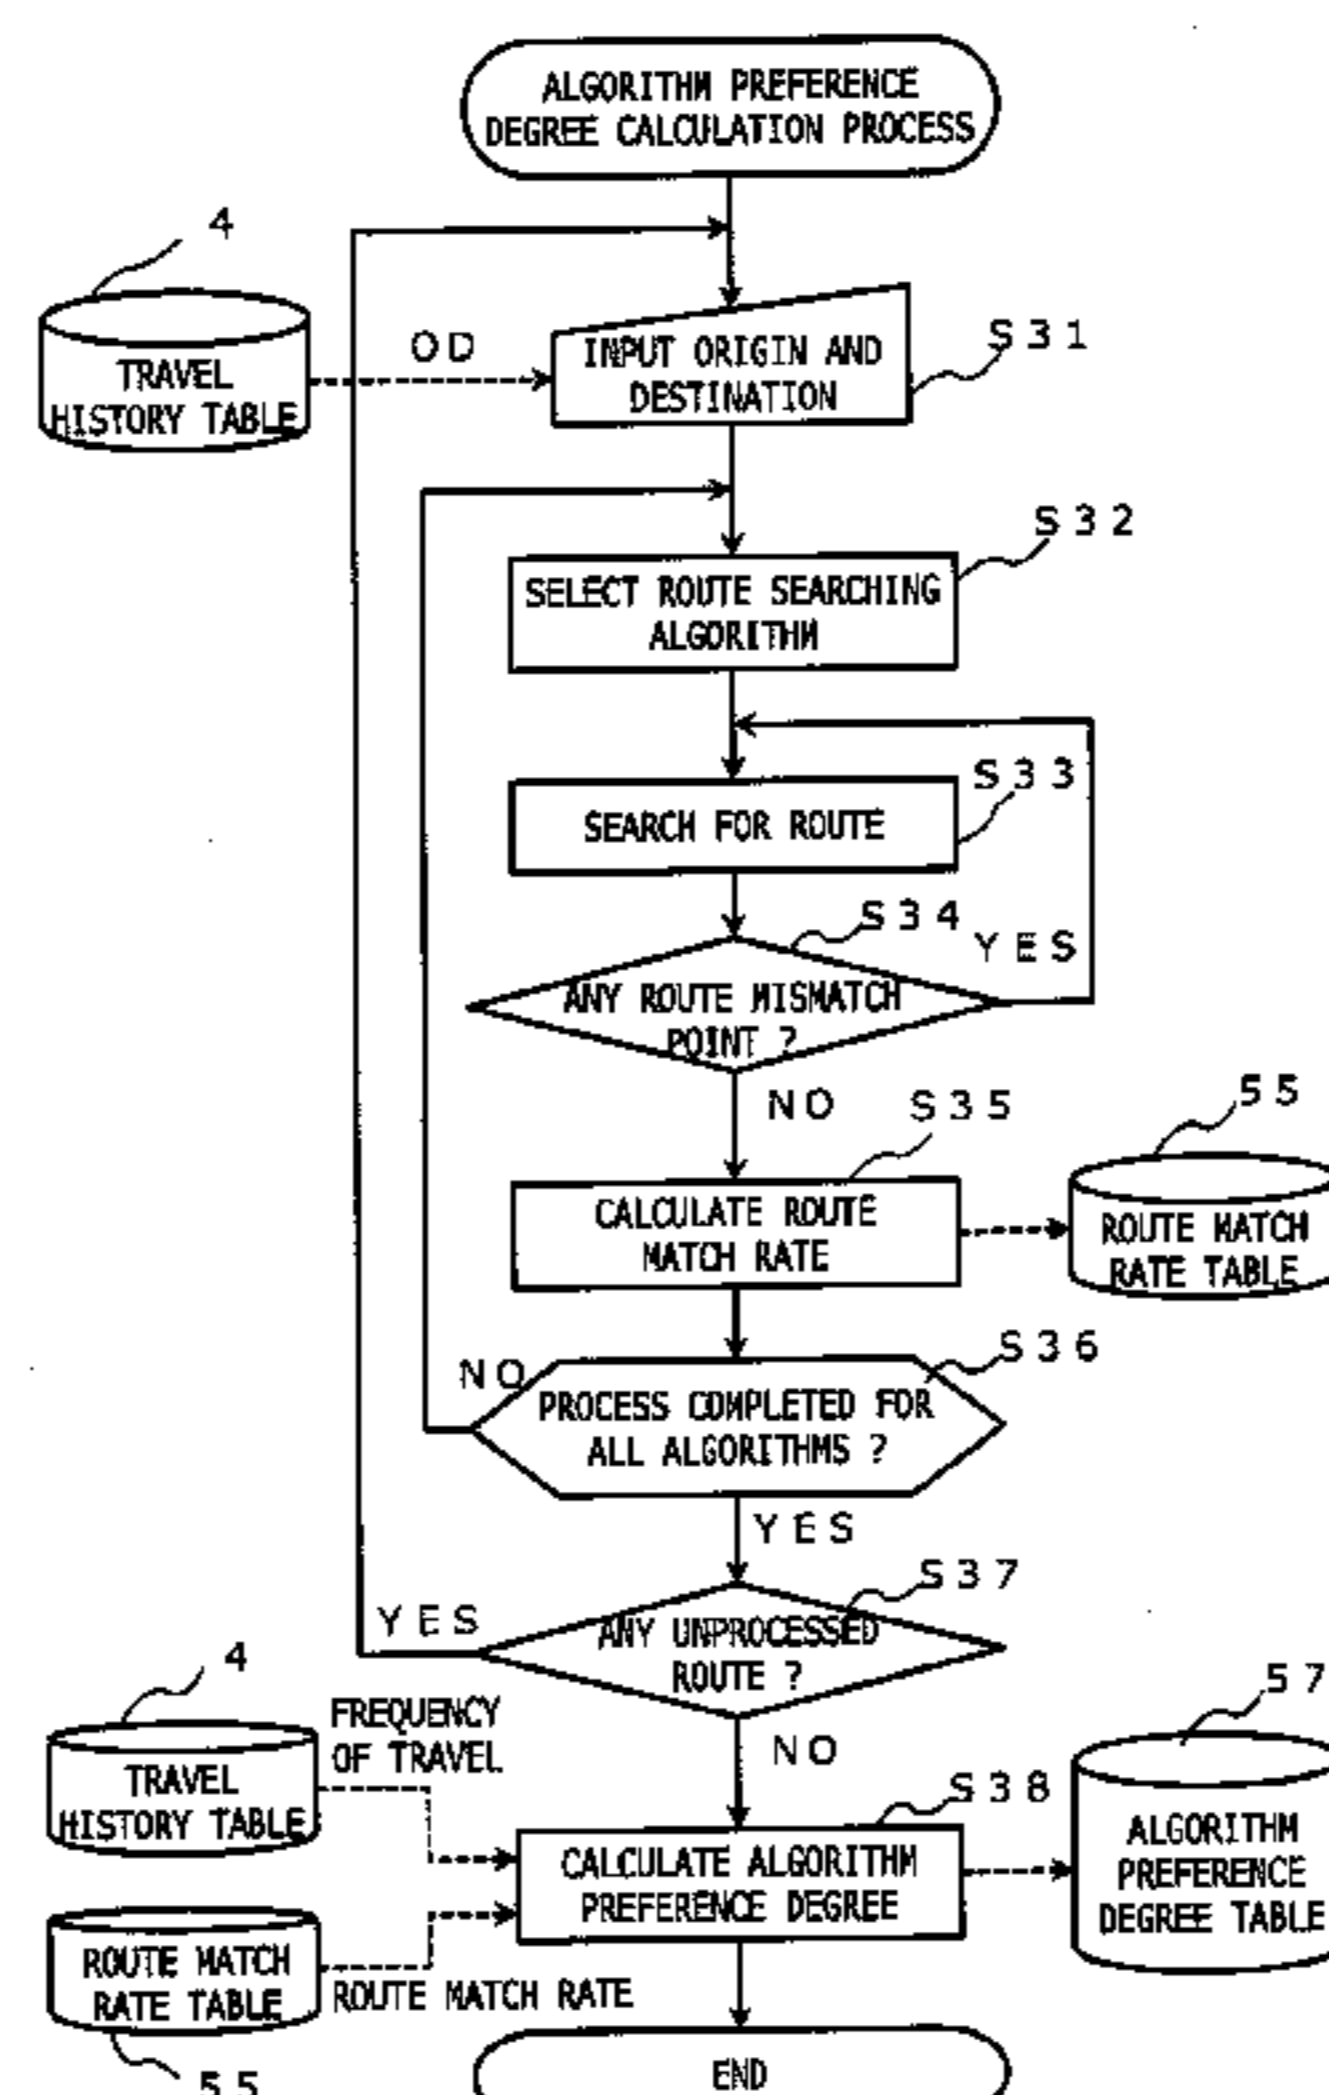 ALGORITHM PREFERENCE
DEGREE CALCULATION PROCESS
4
TRAVEL
HISTORY TABLE
OD
INPUT ORIGIN AND
DESTINATION
S31
SELECT ROUTE SEARCHING
ALGORITHM
S32
SEARCH FOR ROUTE
S33
ANY ROUTE MISMATCH
POINT ?
S34
YES
NO
CALCULATE ROUTE
MATCH RATE
S35
55
ROUTE MATCH
RATE TABLE
PROCESS COMPLETED FOR
ALL ALGORITHMS ?
S36
NO
YES
ANY UNPROCESSED
ROUTE ?
S37
YES
NO
4
TRAVEL
HISTORY TABLE
FREQUENCY
OF TRAVEL
CALCULATE ALGORITHM
PREFERENCE DEGREE
S38
57
ALGORITHM
PREFERENCE
DEGREE TABLE
ROUTE MATCH
RATE TABLE
ROUTE MATCH RATE
55
END